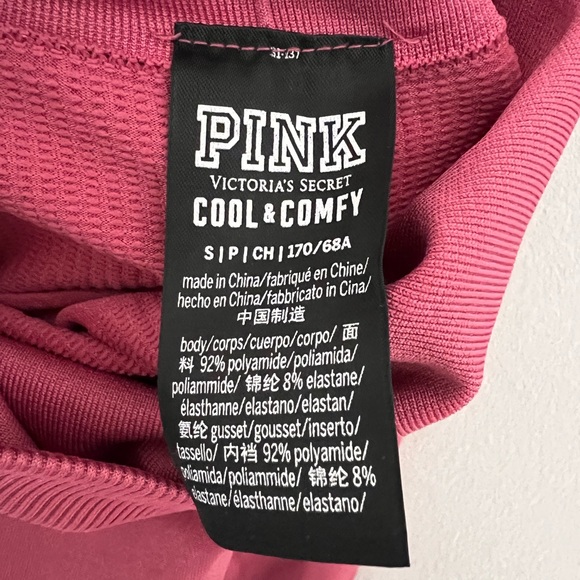 PINK
VICTORIA'S SECRET
COOL & COMFY
S|P|CH|170/68A
made in China/fabriqué en Chine/
hecho en China/fabbricato in Cina/
中国制造
body/corps/cuerpo/corpo/ 面
料 92% polyamide/poliamida/
poliammide/ 锦纶 8% elastane/
élasthanne/elastano/elastan/
氨纶 gusset/gousset/inserto/
tassello/ 内裆 92% polyamide/
poliamida/poliammide/ 锦纶 8%
elastane/élasthanne/elastano/